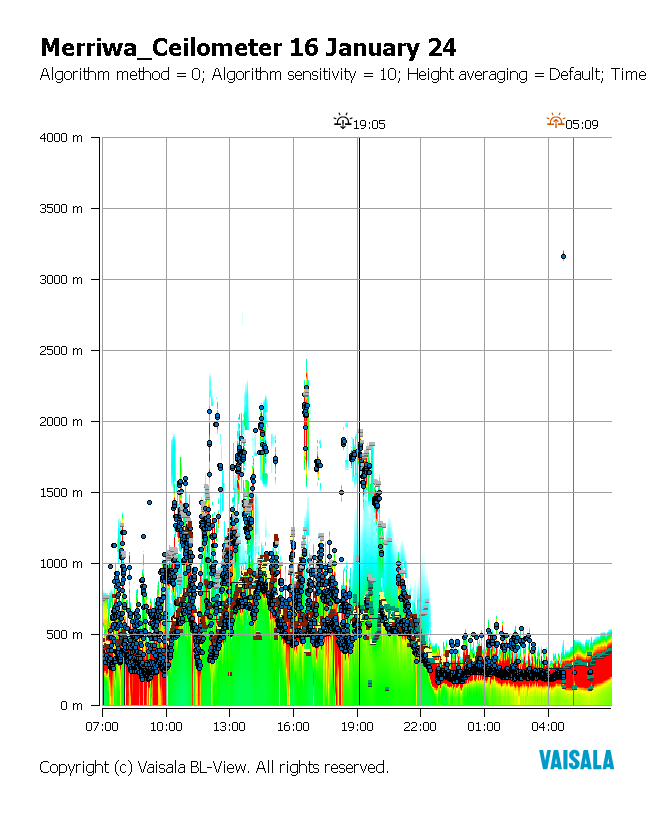 Merriwa_Ceilometer 16 January 24
Algorithm method = 0; Algorithm sensitivity = 10; Height averaging = Default; Time
19:05
05:09
4000 m
3500 m
3000 m
2500 m
2000 m
1500 m
1000 m
500 m
0 m
07:00 10:00 13:00 16:00 19:00 22:00 01:00 04:00
Copyright (c) Vaisala BL-View. All rights reserved.
VAISALA